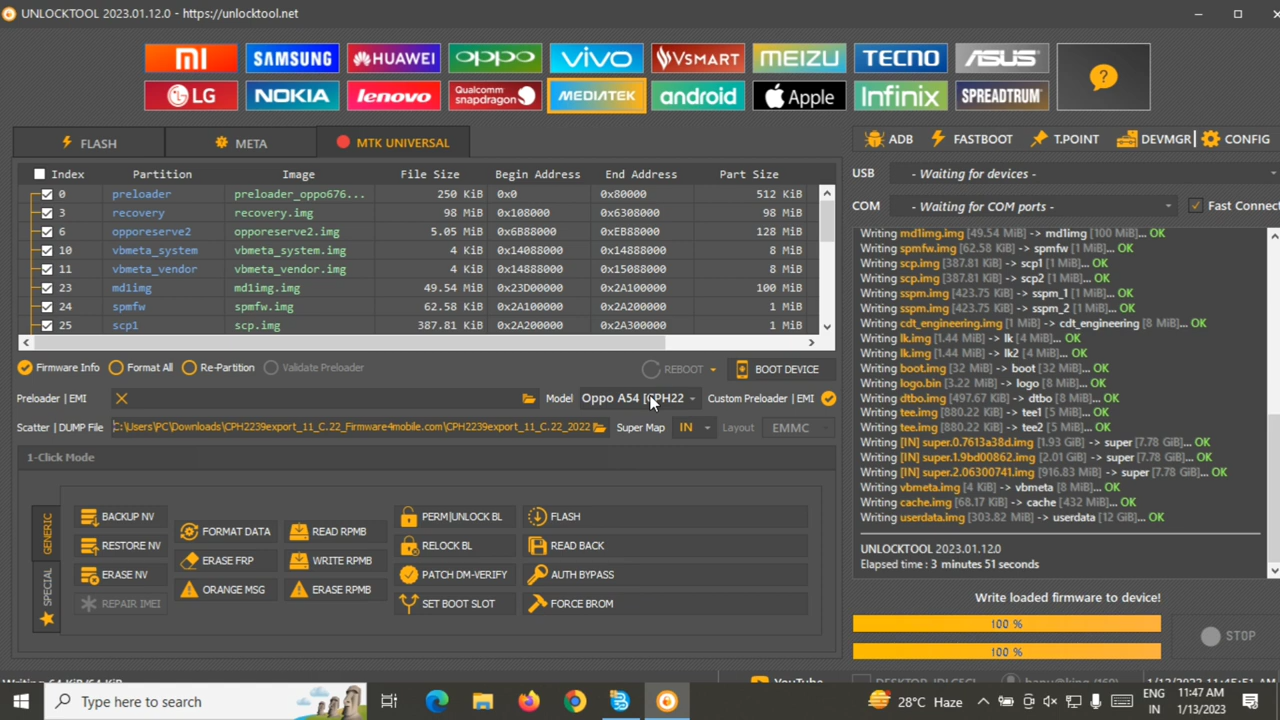 UNLOCKTOOL 2023.01.12.0 - https://unlocktool.net
mi SAMSUNG HUAWEI oppo vivo VSMART MEIZU TECNO ASUS ?
LG NOKIA lenovo Qualcomm snapdragon MEDIATEK android Apple Infinix SPREADTRUM
FLASH META MTK UNIVERSAL
ADB FASTBOOT T.POINT DEVMGR CONFIG
Index Partition Image File Size Begin Address End Address Part Size
0 preloader preloader_oppo676... 250 KiB 0x0 0x80000 512 KiB
3 recovery recovery.img 98 MiB 0x108000 0x6308000 98 MiB
6 opporeserve2 opporeserve2.img 5.05 MiB 0x6B88000 0xEB88000 128 MiB
10 vbmeta_system vbmeta_system.img 4 KiB 0x14088000 0x14888000 8 MiB
11 vbmeta_vendor vbmeta_vendor.img 4 KiB 0x14888000 0x15088000 8 MiB
23 md1img md1img.img 49.54 MiB 0x23D00000 0x2A100000 100 MiB
24 spmfw spmfw.img 62.58 KiB 0x2A100000 0x2A200000 1 MiB
25 scp1 scp.img 387.81 KiB 0x2A200000 0x2A300000 1 MiB
Firmware Info Format All Re-Partition Validate Preloader REBOOT BOOT DEVICE
Preloader | EMI Model Oppo A54 [CPH22 Custom Preloader | EMI
Scatter | DUMP File C:\Users\PC\Downloads\CPH2239export_11_C.22_Firmware4mobile.com\CPH2239export_11_C.22_2022 Super Map IN Layout EMMC
1-Click Mode
GENERIC
SPECIAL
BACKUP NV
RESTORE NV
ERASE NV
REPAIR IMEI
FORMAT DATA
ERASE FRP
ORANGE MSG
READ RPMB
WRITE RPMB
ERASE RPMB
PERM|UNLOCK BL
RELOCK BL
PATCH DM-VERIFY
SET BOOT SLOT
FLASH
READ BACK
AUTH BYPASS
FORCE BROM
USB - Waiting for devices -
COM - Waiting for COM ports - Fast Connect
Writing md1img.img [49.54 MiB] -> md1img [100 MiB]... OK
Writing spmfw.img [62.58 KiB] -> spmfw [1 MiB]... OK
Writing scp.img [387.81 KiB] -> scp1 [1 MiB]... OK
Writing scp.img [387.81 KiB] -> scp2 [1 MiB]... OK
Writing sspm.img [423.75 KiB] -> sspm_1 [1 MiB]... OK
Writing sspm.img [423.75 KiB] -> sspm_2 [1 MiB]... OK
Writing cdt_engineering.img [1 MiB] -> cdt_engineering [8 MiB]... OK
Writing lk.img [1.44 MiB] -> lk [4 MiB]... OK
Writing lk.img [1.44 MiB] -> lk2 [4 MiB]... OK
Writing boot.img [32 MiB] -> boot [32 MiB]... OK
Writing logo.bin [3.22 MiB] -> logo [8 MiB]... OK
Writing dtbo.img [497.67 KiB] -> dtbo [8 MiB]... OK
Writing tee.img [880.22 KiB] -> tee1 [5 MiB]... OK
Writing tee.img [880.22 KiB] -> tee2 [5 MiB]... OK
Writing [IN] super.0.7613a38d.img [1.93 GiB] -> super [7.78 GiB]... OK
Writing [IN] super.1.9bd00862.img [2.01 GiB] -> super [7.78 GiB]... OK
Writing [IN] super.2.06300741.img [916.83 MiB] -> super [7.78 GiB]... OK
Writing vbmeta.img [4 KiB] -> vbmeta [8 MiB]... OK
Writing cache.img [68.17 KiB] -> cache [432 MiB]... OK
Writing userdata.img [303.82 MiB] -> userdata [12 GiB]... OK
UNLOCKTOOL 2023.01.12.0
Elapsed time : 3 minutes 51 seconds
Write loaded firmware to device!
100 %
100 %
STOP
Type here to search
28°C Haze
ENG
IN
11:47 AM
1/13/2023